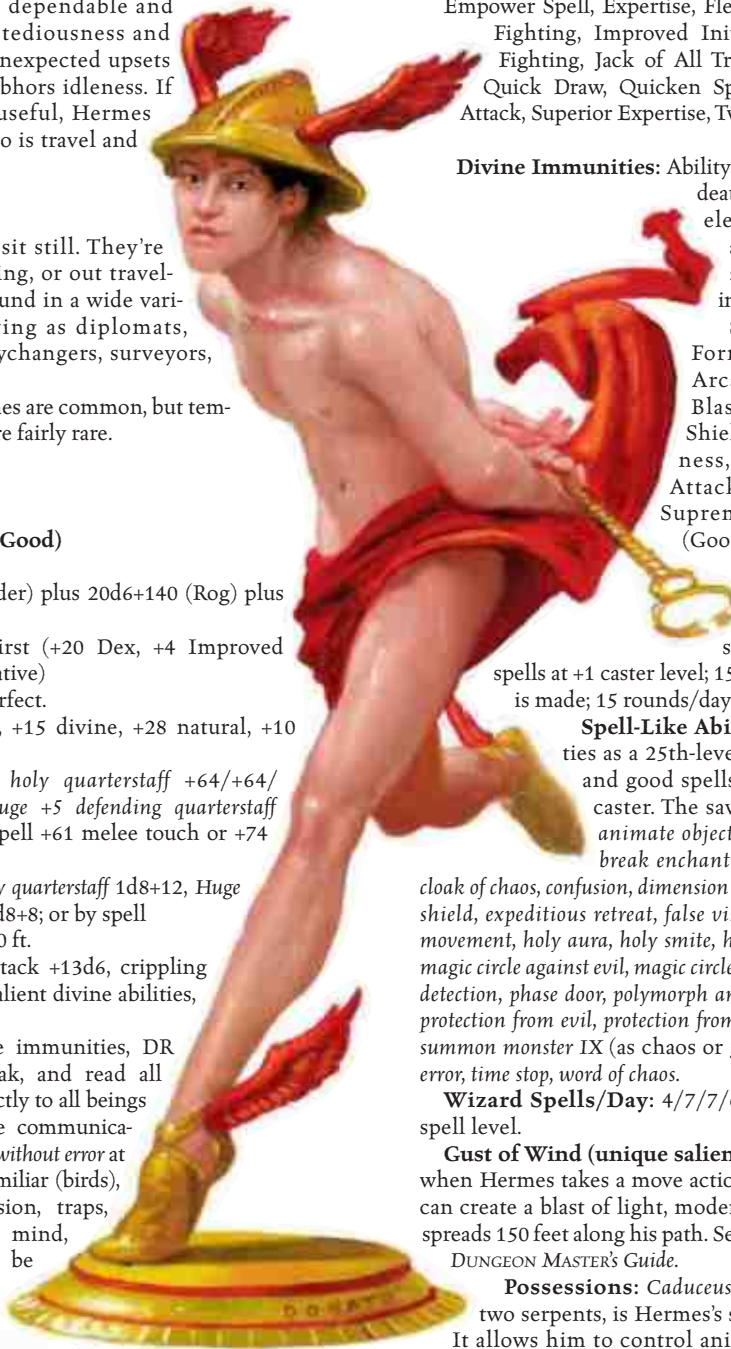 dependable and
tediousness and
nexpected upsets
bhors idleness. If
useful, Hermes
o is travel and
sit still. They're
ing, or out travel-
und in a wide vari-
ing as diplomats,
ychangers, surveyors,
nes are common, but tem-
re fairly rare.
Good)
der) plus 20d6+140 (Rog) plus
irst (+20 Dex, +4 Improved
ative)
rfect.
, +15 divine, +28 natural, +10
holy quarterstaff +64/+64/
uge +5 defending quarterstaff
pell +61 melee touch or +74
y quarterstaff 1d8+12, Huge
d8+8; or by spell
0 ft.
tack +13d6, crippling
alient divine abilities,
e immunities, DR
ak, and read all
ctly to all beings
e communica-
without error at
miliar (birds),
sion, traps,
mind,
be
Empower Spell, Expertise, Fle
Fighting, Improved Init
Fighting, Jack of All Tr
Quick Draw, Quicken Sp
Attack, Superior Expertise, Tw
Divine Immunities: Ability
deat
ele
in
Forn
Arca
Blas
Shiel
ness,
Attack
Suprem
(Goo
s
spells at +1 caster level; 15
is made; 15 rounds/day
Spell-Like Abil
ties as a 25th-leve
and good spells
caster. The sav
animate object
break enchant
cloak of chaos, confusion, dimension
shield, expeditious retreat, false vi
movement, holy aura, holy smite, h
magic circle against evil, magic circle
detection, phase door, polymorph an
protection from evil, protection from
summon monster IX (as chaos or g
error, time stop, word of chaos.
Wizard Spells/Day: 4/7/7/6
spell level.
Gust of Wind (unique salien
when Hermes takes a move actio
can create a blast of light, moder
spreads 150 feet along his path. Se
DUNGEON MASTER's Guide.
Possessions: Caduceus
two serpents, is Hermes's s
It allows him to control ani
DONATO